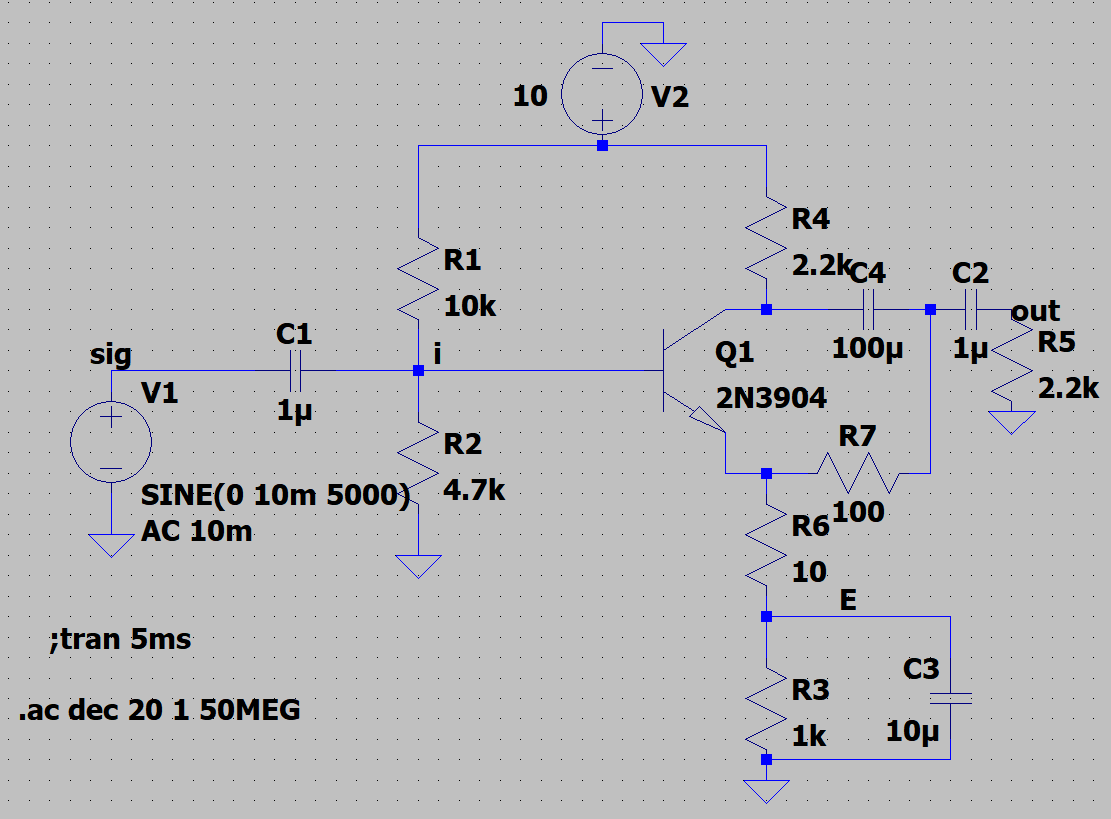 10
V2
R4
2.2k
R1
10k
C4
100µ
C2
1µ
out
R5
2.2k
sig
V1
C1
1µ
i
Q1
2N3904
R7
100
R2
4.7k
SINE(0 10m 5000)
AC 10m
R6
10
E
;tran 5ms
C3
10µ
R3
1k
.ac dec 20 1 50MEG